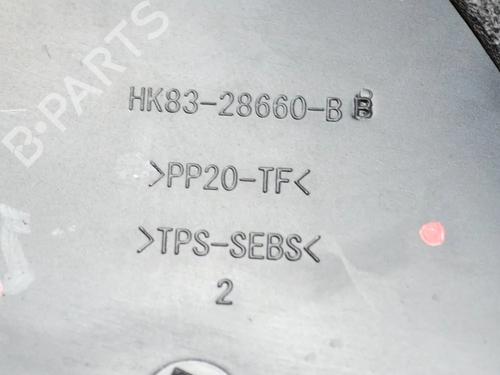 B-PARTS
HK83-28660-B B
>PP20-TF<
>TPS-SEBS<
2